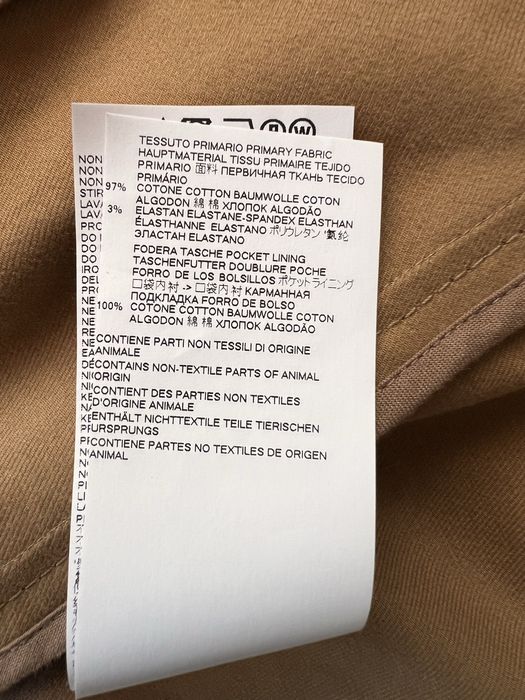 TESSUTO PRIMARIO PRIMARY FABRIC
HAUPTMATERIAL TISSU PRIMAIRE TEJIDO
PRIMARIO 面料 ПЕРВИЧНАЯ ТКАНЬ TECIDO
PRIMÁRIO
97% COTONE COTTON BAUMWOLLE COTON
ALGODON 綿 棉 ХЛОПОК ALGODÃO
3% ELASTAN ELASTANE-SPANDEX ELASTHAN
ÉLASTHANNE ELASTANO ポリウレタン '氨纶
ЭЛАСТАН ELASTANO
FODERA TASCHE POCKET LINING
TASCHENFUTTER DOUBLURE POCHE
FORRO DE LOS BOLSILLOS ポケットライニング
口袋内衬 -> 口袋内衬 КАРМАННАЯ
ПОДКЛАДКА FORRO DE BOLSO
100% COTONE COTTON BAUMWOLLE COTON
ALGODON 綿 棉 ХЛОПОК ALGODÃO
CONTIENE PARTI NON TESSILI DI ORIGINE
ANIMALE
CONTAINS NON-TEXTILE PARTS OF ANIMAL
ORIGIN
CONTIENT DES PARTIES NON TEXTILES
D'ORIGINE ANIMALE
ENTHÄLT NICHTTEXTILE TEILE TIERISCHEN
URSPRUNGS
CONTIENE PARTES NO TEXTILES DE ORIGEN
ANIMAL
NON
NON
NON